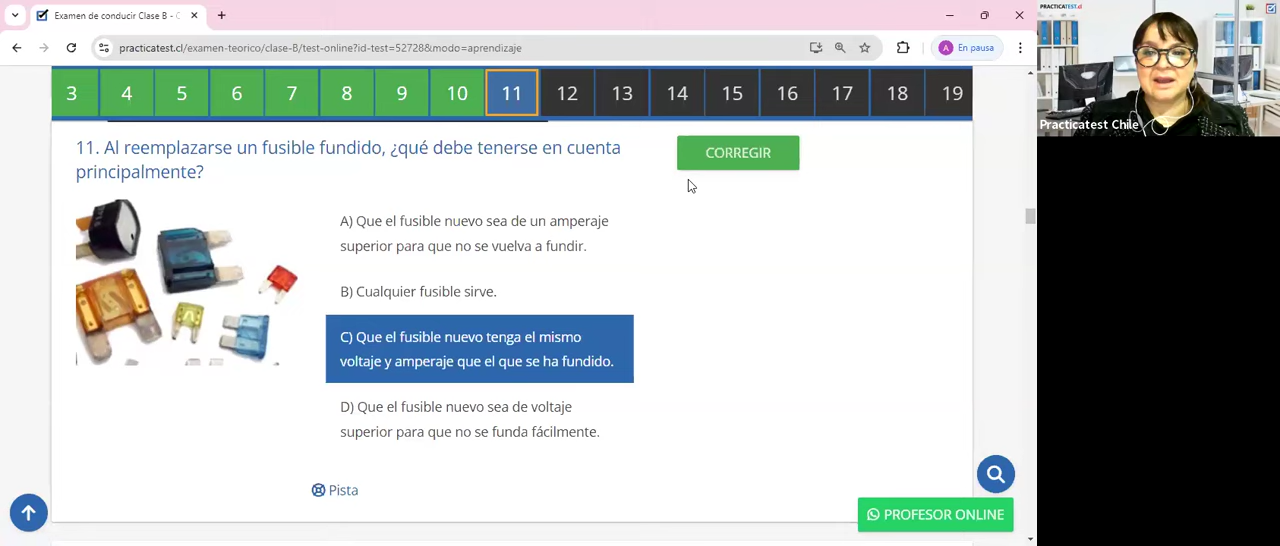 Examen de conducir Clase B - C
practicatest.cl/examen-teorico/clase-B/test-online?id-test=52728&modo=aprendizaje
A
En pausa
PRACTICATEST.cl
Practicatest Chile
3 4 5 6 7 8 9 10 11 12 13 14 15 16 17 18 19
11. Al reemplazarse un fusible fundido, ¿qué debe tenerse en cuenta
principalmente?
CORREGIR
A) Que el fusible nuevo sea de un amperaje
superior para que no se vuelva a fundir.
B) Cualquier fusible sirve.
C) Que el fusible nuevo tenga el mismo
voltaje y amperaje que el que se ha fundido.
D) Que el fusible nuevo sea de voltaje
superior para que no se funda fácilmente.
Pista
PROFESOR ONLINE